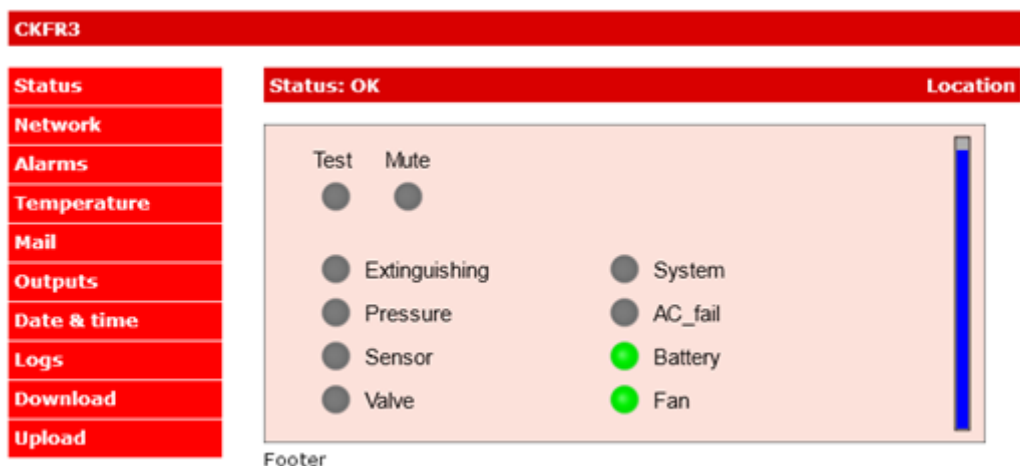 CKFR3
Status
Network
Alarms
Temperature
Mail
Outputs
Date & time
Logs
Download
Upload
Status: OK Location
Test Mute
Extinguishing System
Pressure AC_fail
Sensor Battery
Valve Fan
Footer